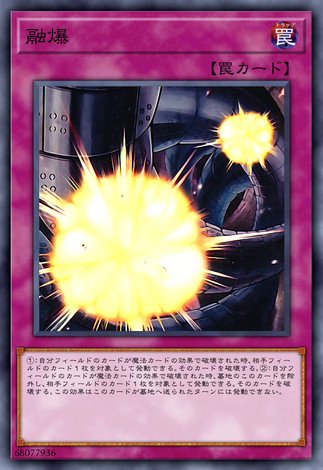 融爆
トラップ
罠
【罠カード】
①:自分フィールドのカードが魔法カードの効果で破壊された時、相手フィ
ールドのカード１枚を対象として発動できる。そのカードを破壊する。②:自分フ
ィールドのカードが魔法カードの効果で破壊された時、墓地のこのカードを除
外し、相手フィールドのカード１枚を対象として発動できる。そのカードを破
壊する。この効果はこのカードが墓地へ送られたターンには発動できない。
68077936